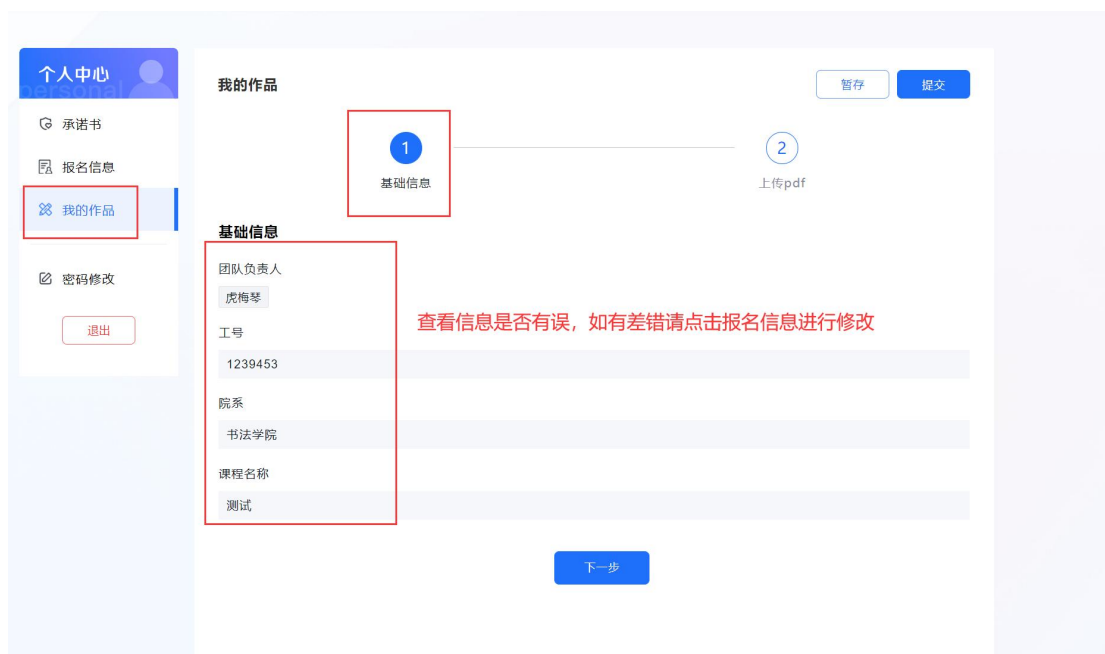 个人中心
personal
承诺书
报名信息
我的作品
密码修改
退出
我的作品
暂存
提交
1
基础信息
2
上传pdf
基础信息
团队负责人
虎梅琴
工号
1239453
院系
书法学院
课程名称
测试
查看信息是否有误，如有差错请点击报名信息进行修改
下一步